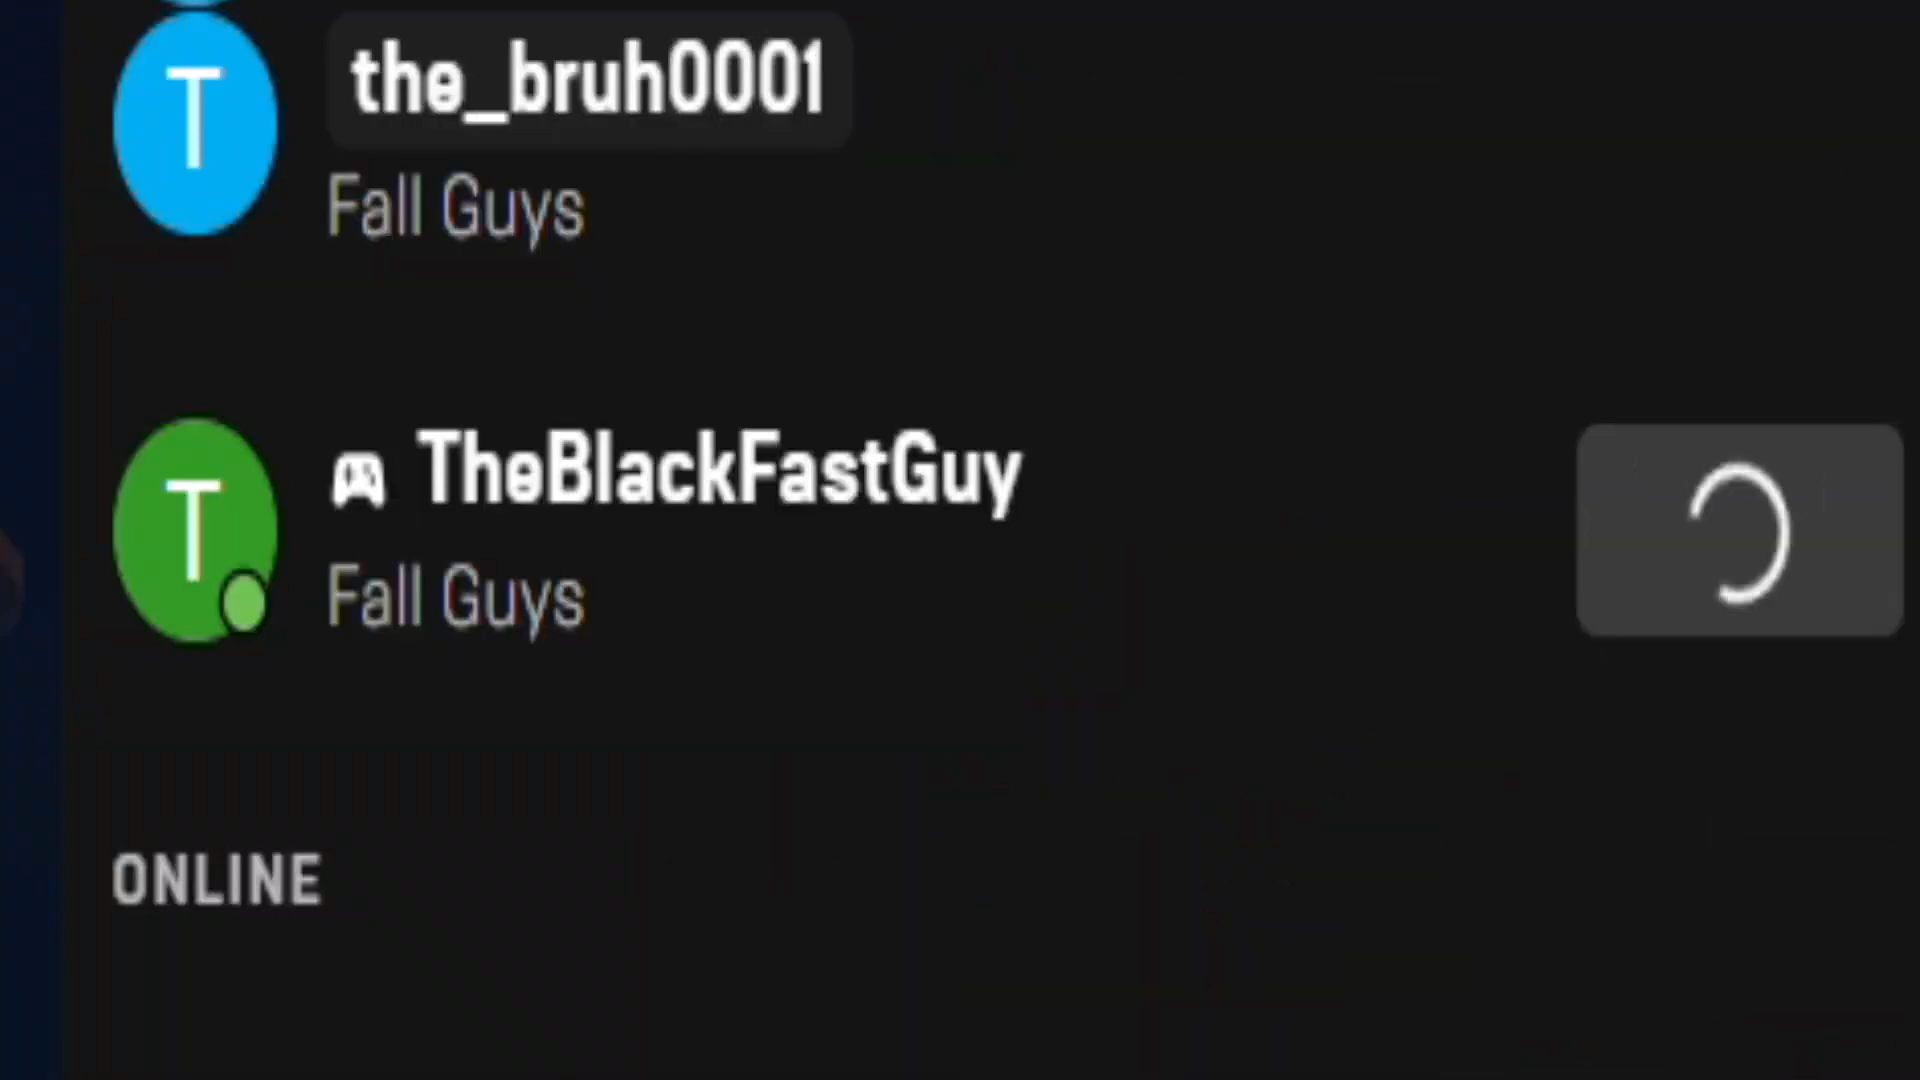 T
the_bruh0001
Fall Guys
T
TheBlackFastGuy
Fall Guys
ONLINE